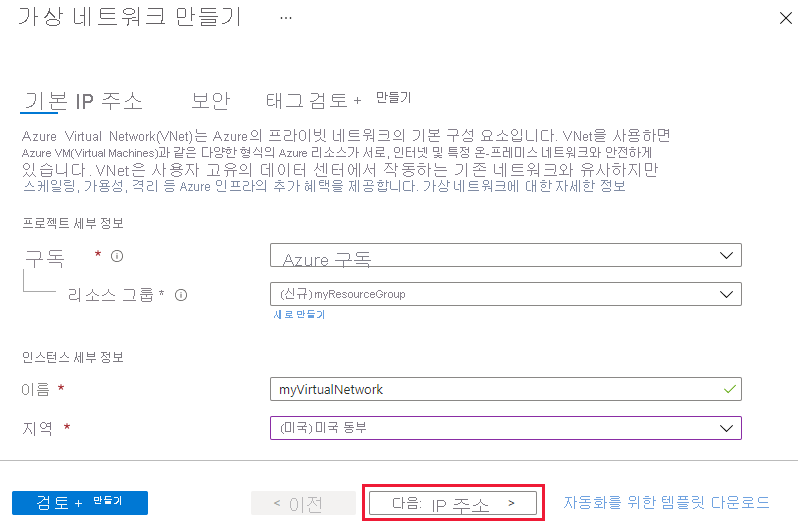 가상 네트워크 만들기 ...
기본 IP 주소 보안 태그 검토 + 만들기
Azure Virtual Network(VNet)는 Azure의 프라이빗 네트워크의 기본 구성 요소입니다. VNet을 사용하면
Azure VM(Virtual Machines)과 같은 다양한 형식의 Azure 리소스가 서로, 인터넷 및 특정 온-프레미스 네트워크와 안전하게
있습니다. VNet은 사용자 고유의 데이터 센터에서 작동하는 기존 네트워크와 유사하지만
스케일링, 가용성, 격리 등 Azure 인프라의 추가 혜택을 제공합니다. 가상 네트워크에 대한 자세한 정보
프로젝트 세부 정보
구독 * Azure 구독
리소스 그룹 * (신규) myResourceGroup
새로 만들기
인스턴스 세부 정보
이름 * myVirtualNetwork
지역 * (미국) 미국 동부
검토 + 만들기 < 이전 다음: IP 주소 > 자동화를 위한 템플릿 다운로드